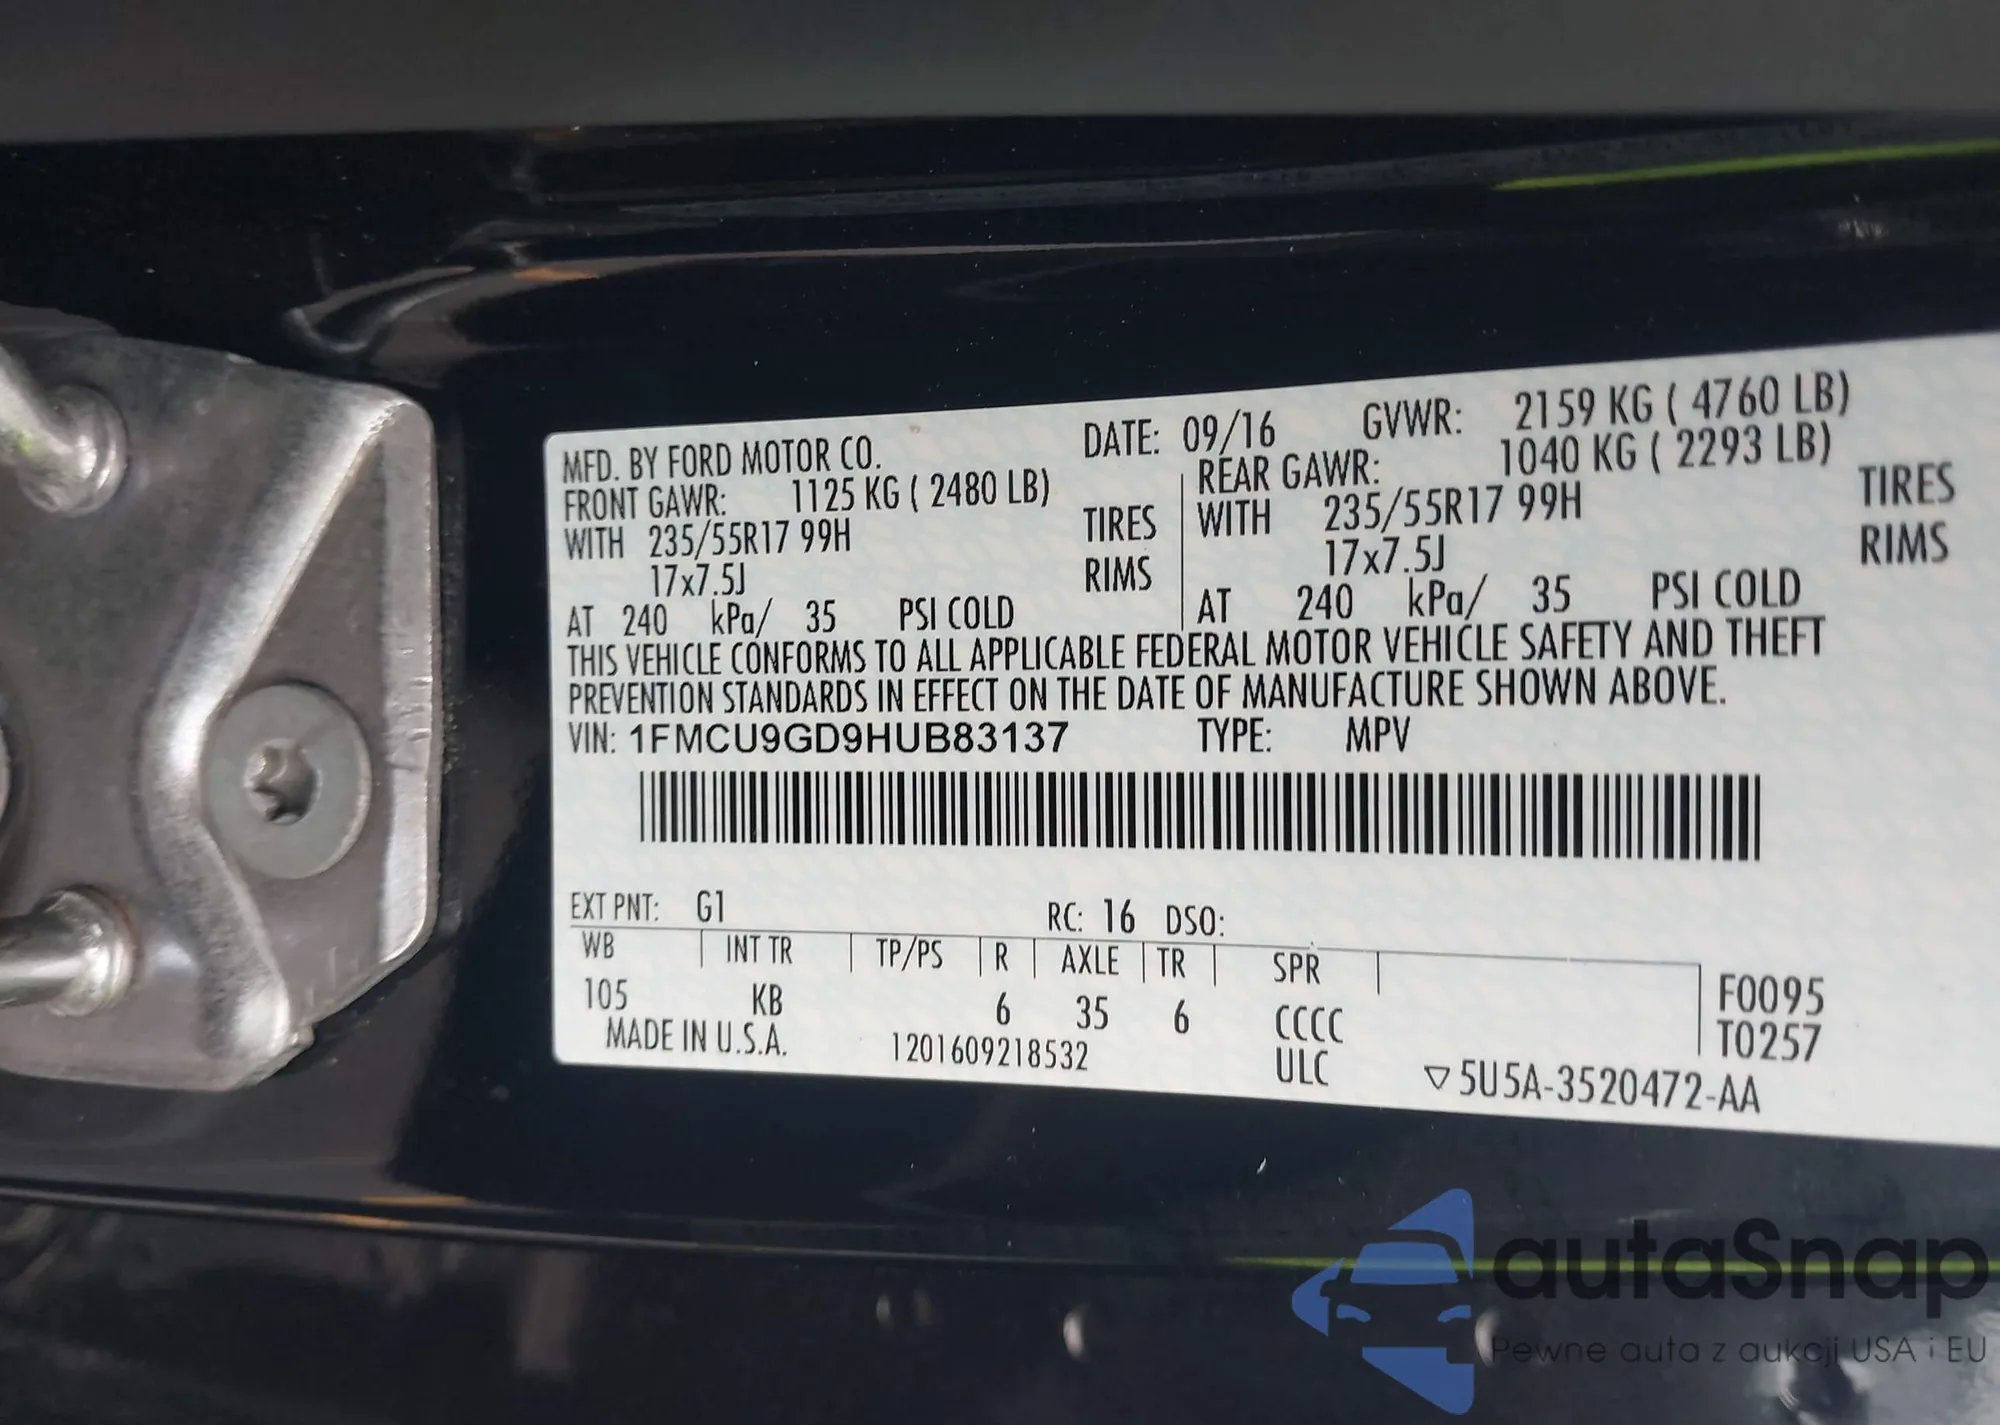 MFD. BY FORD MOTOR CO. DATE: 09/16 GVWR: 2159 KG ( 4760 LB)
FRONT GAWR: 1125 KG ( 2480 LB) REAR GAWR: 1040 KG ( 2293 LB)
WITH 235/55R17 99H TIRES WITH 235/55R17 99H TIRES
17x7.5J RIMS 17x7.5J RIMS
AT 240 kPa/ 35 PSI COLD AT 240 kPa/ 35 PSI COLD
THIS VEHICLE CONFORMS TO ALL APPLICABLE FEDERAL MOTOR VEHICLE SAFETY AND THEFT
PREVENTION STANDARDS IN EFFECT ON THE DATE OF MANUFACTURE SHOWN ABOVE.
VIN: 1FMCU9GD9HUB83137 TYPE: MPV
EXT PNT: G1 RC: 16 DSO:
WB INT TR TP/PS R AXLE TR SPR
105 KB 6 35 6 CCCC F0095
MADE IN U.S.A. 1201609218532 ULC T0257
▽5U5A-3520472-AA
autaSnap
Pewne auta z aukcji USA i EU